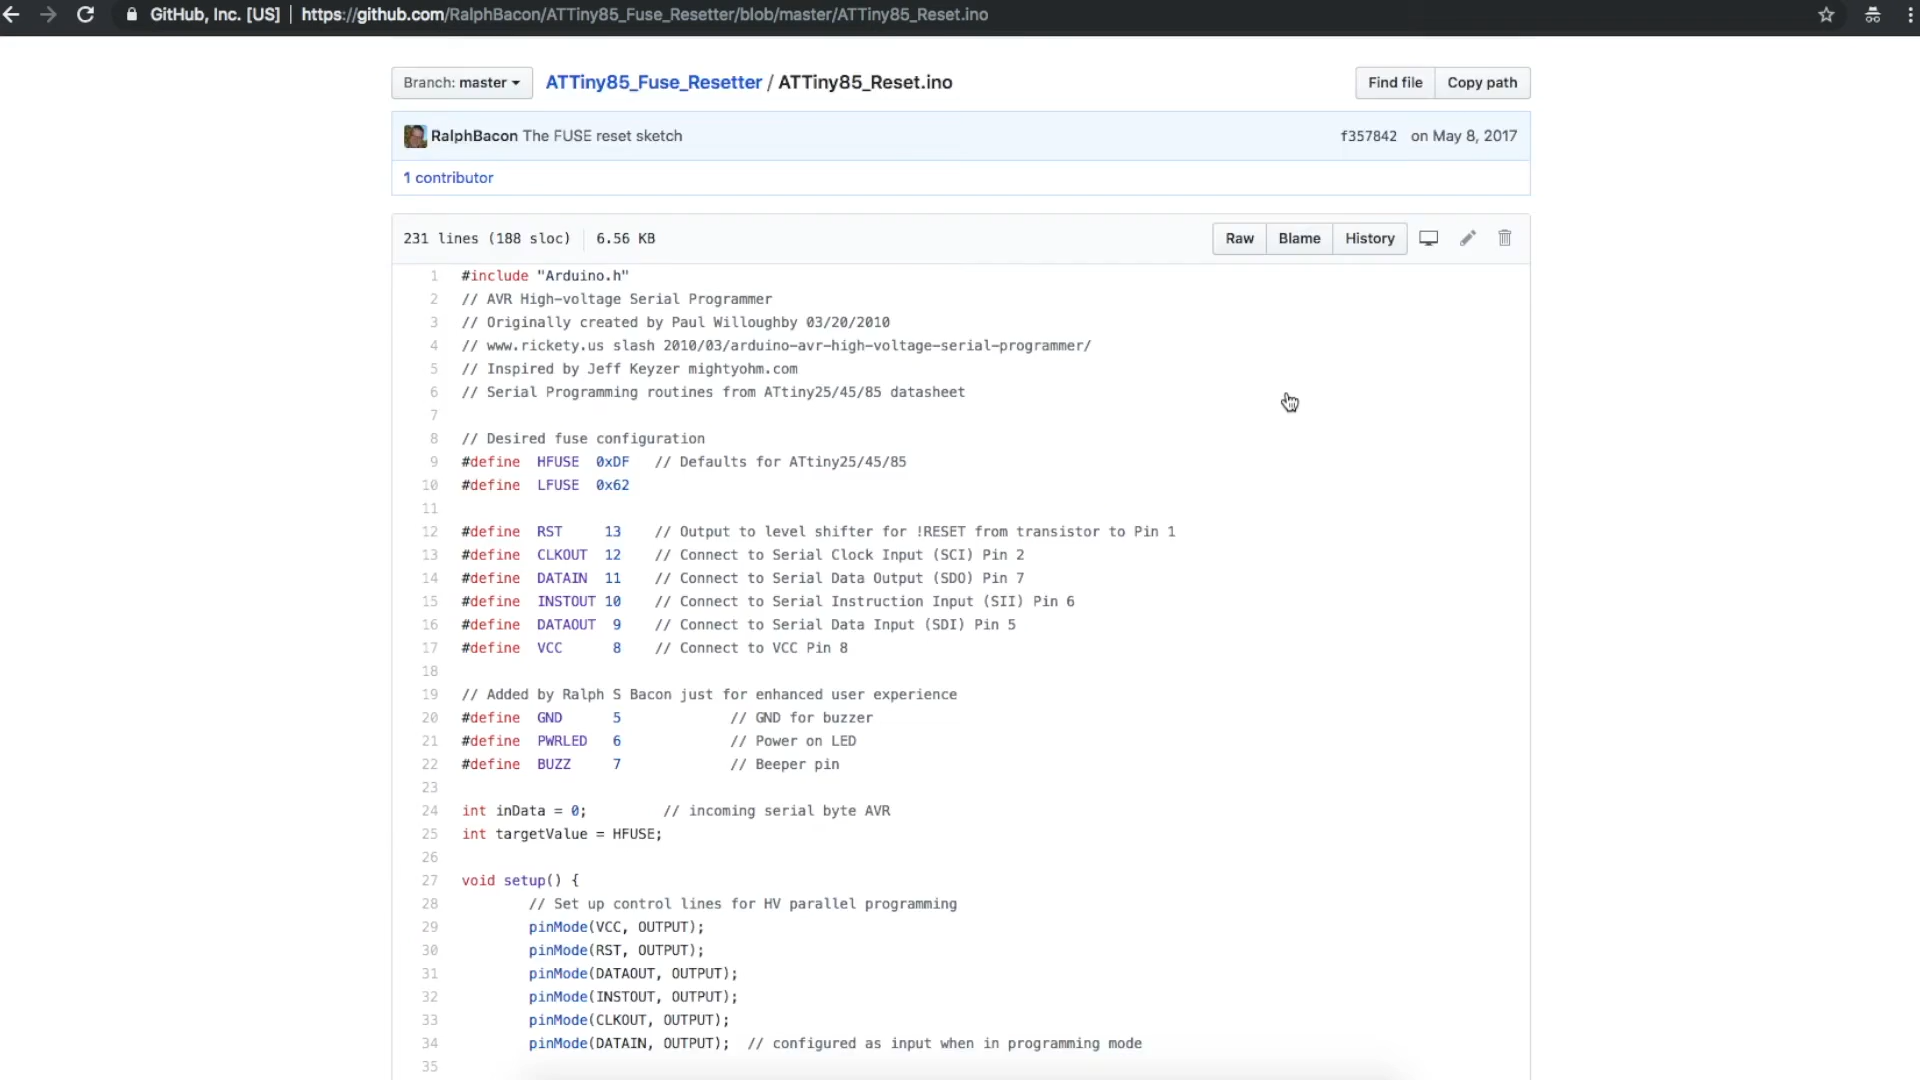 GitHub, Inc. [US] | https://github.com/RalphBacon/ATTiny85_Fuse_Resetter/blob/master/ATTiny85_Reset.ino
Branch: master ATTiny85_Fuse_Resetter / ATTiny85_Reset.ino Find file Copy path
RalphBacon The FUSE reset sketch f357842 on May 8, 2017
1 contributor
231 lines (188 sloc) 6.56 KB Raw Blame History
1 #include "Arduino.h"
2 // AVR High-voltage Serial Programmer
3 // Originally created by Paul Willoughby 03/20/2010
4 // www.rickety.us slash 2010/03/arduino-avr-high-voltage-serial-programmer/
5 // Inspired by Jeff Keyzer mightyohm.com
6 // Serial Programming routines from ATtiny25/45/85 datasheet
7
8 // Desired fuse configuration
9 #define HFUSE 0xDF // Defaults for ATtiny25/45/85
10 #define LFUSE 0x62
11
12 #define RST 13 // Output to level shifter for !RESET from transistor to Pin 1
13 #define CLKOUT 12 // Connect to Serial Clock Input (SCI) Pin 2
14 #define DATAIN 11 // Connect to Serial Data Output (SDO) Pin 7
15 #define INSTOUT 10 // Connect to Serial Instruction Input (SII) Pin 6
16 #define DATAOUT 9 // Connect to Serial Data Input (SDI) Pin 5
17 #define VCC 8 // Connect to VCC Pin 8
18
19 // Added by Ralph S Bacon just for enhanced user experience
20 #define GND 5 // GND for buzzer
21 #define PWRLED 6 // Power on LED
22 #define BUZZ 7 // Beeper pin
23
24 int inData = 0; // incoming serial byte AVR
25 int targetValue = HFUSE;
26
27 void setup() {
28 // Set up control lines for HV parallel programming
29 pinMode(VCC, OUTPUT);
30 pinMode(RST, OUTPUT);
31 pinMode(DATAOUT, OUTPUT);
32 pinMode(INSTOUT, OUTPUT);
33 pinMode(CLKOUT, OUTPUT);
34 pinMode(DATAIN, OUTPUT); // configured as input when in programming mode
35